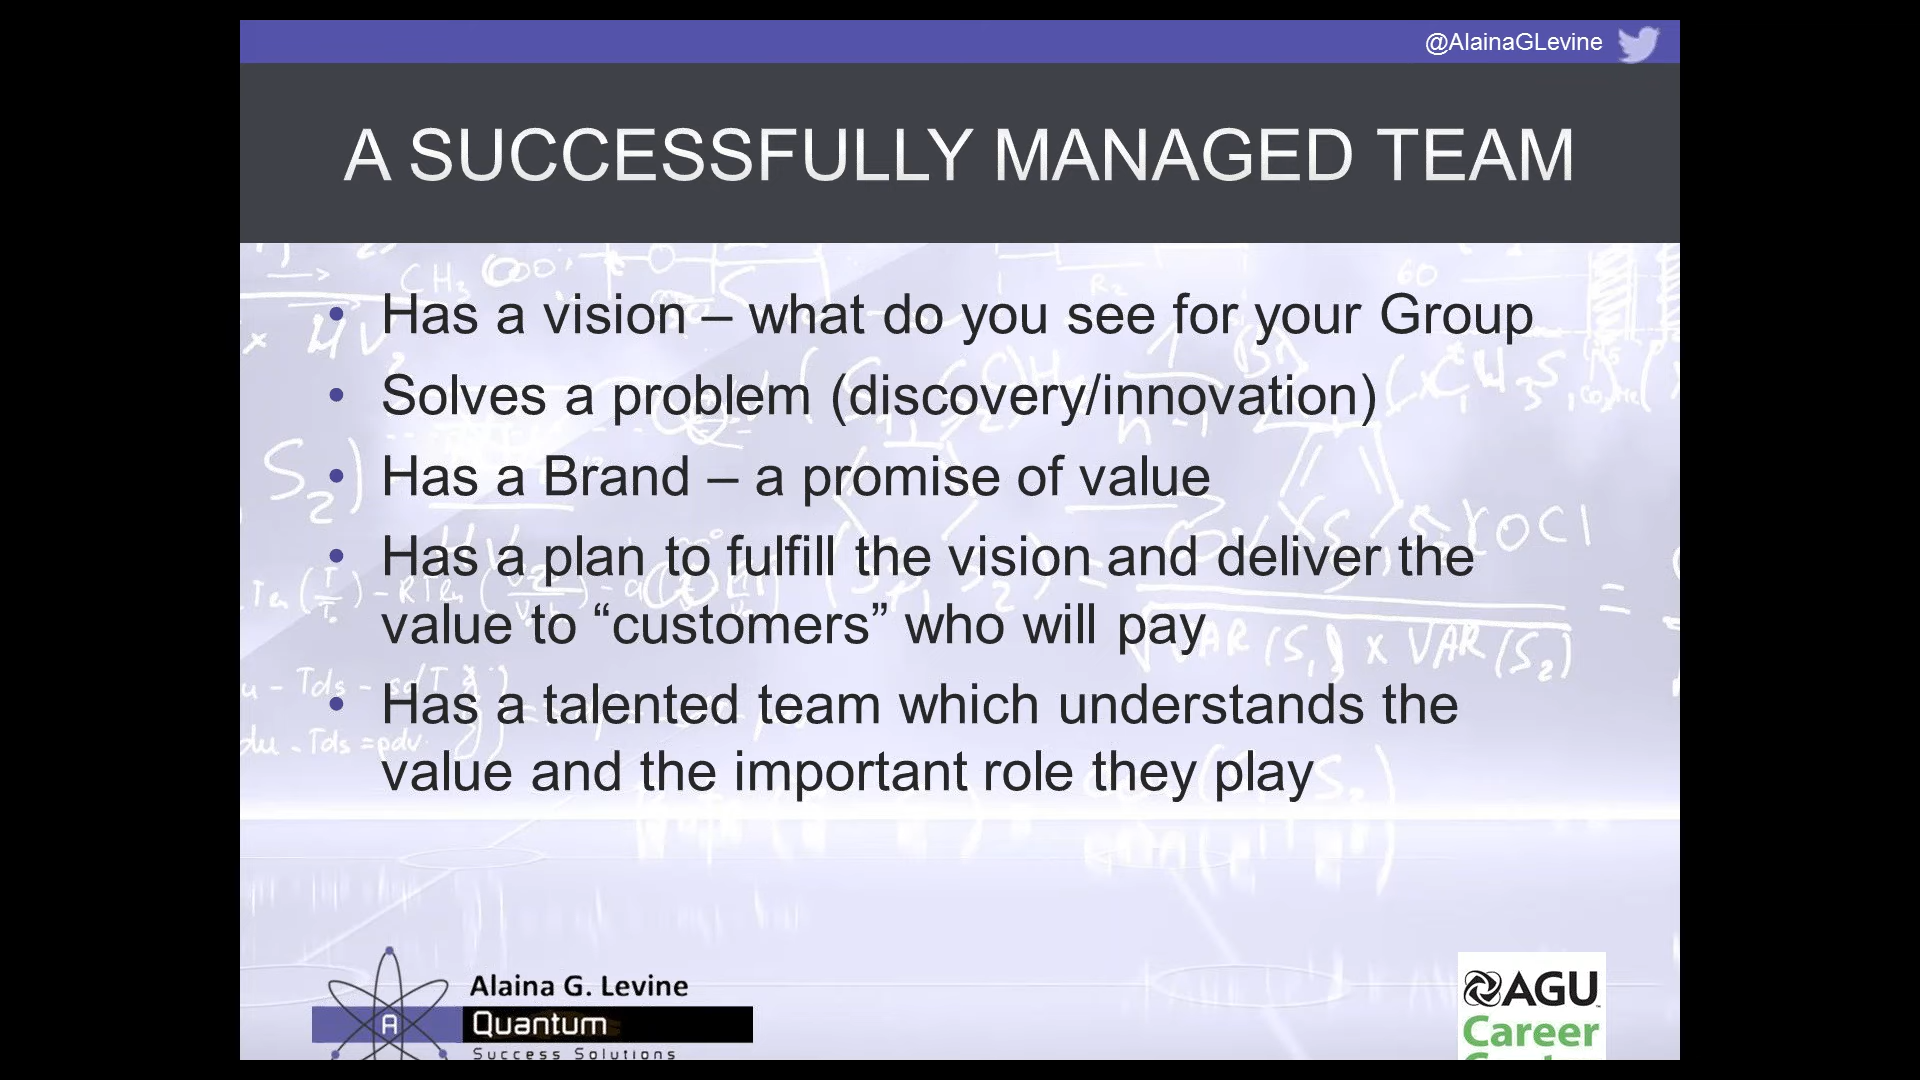 @AlainaGLevine
A SUCCESSFULLY MANAGED TEAM
• Has a vision – what do you see for your Group
• Solves a problem (discovery/innovation)
• Has a Brand – a promise of value
• Has a plan to fulfill the vision and deliver the
value to “customers” who will pay
• Has a talented team which understands the
value and the important role they play
A
Alaina G. Levine
Quantum
Success Solutions
AGU
Career